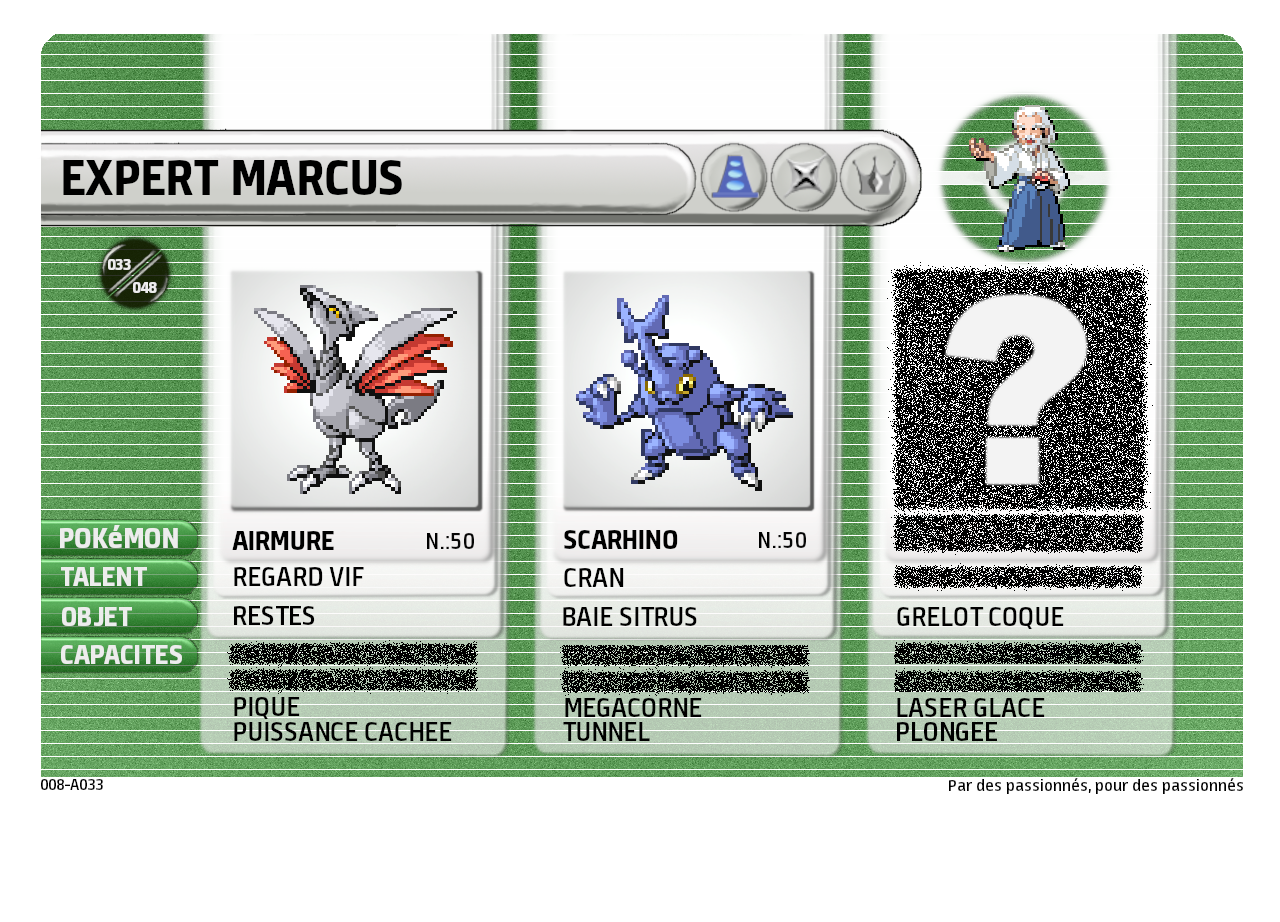 EXPERT MARCUS
033
048
?
POKéMON
AIRMURE N.:50
SCARHINO N.:50
TALENT
REGARD VIF
CRAN
OBJET
RESTES
BAIE SITRUS
GRELOT COQUE
CAPACITES
PIQUE
PUISSANCE CACHEE
MEGACORNE
TUNNEL
LASER GLACE
PLONGEE
008-A033
Par des passionnés, pour des passionnés